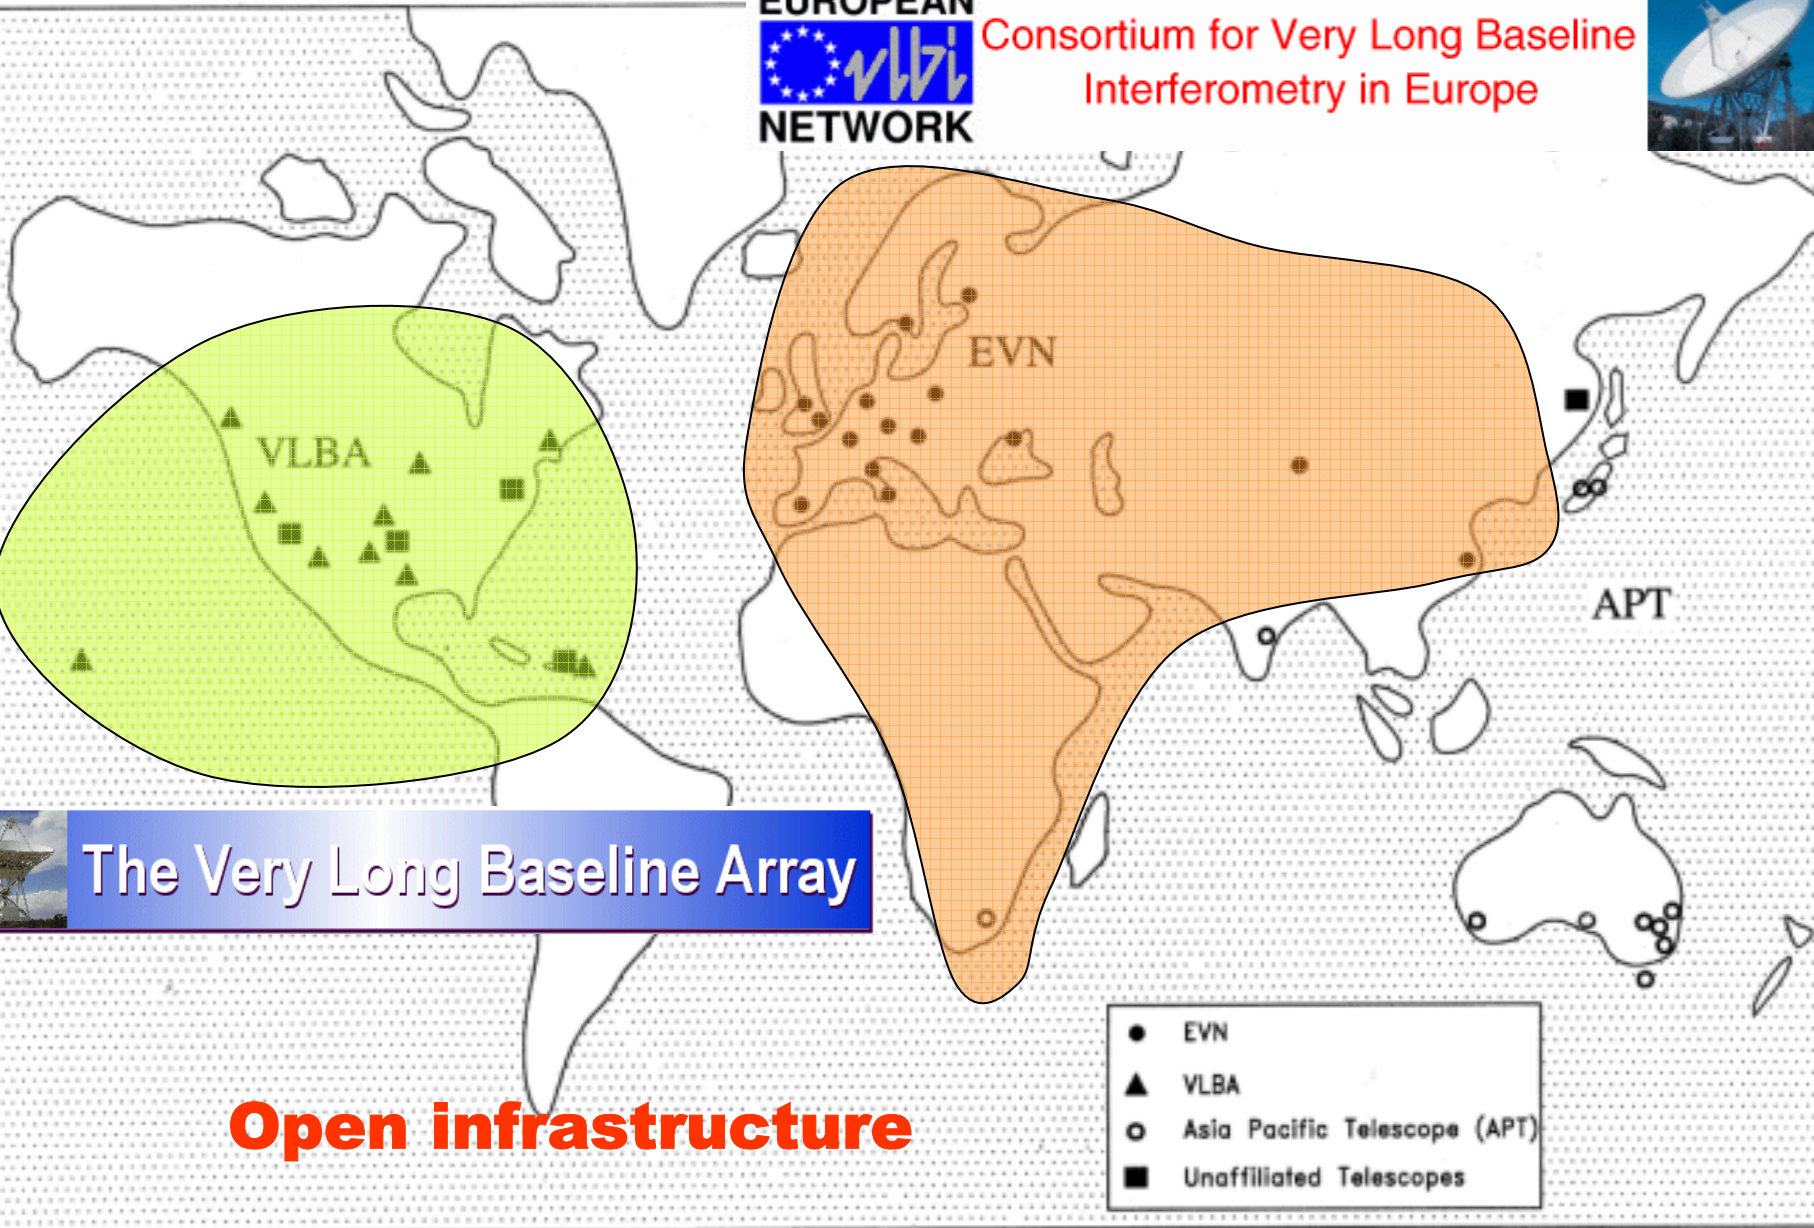 EUROPEAN
vlbi
NETWORK
Consortium for Very Long Baseline
Interferometry in Europe
EVN
VLBA
APT
The Very Long Baseline Array
Open infrastructure
EVN
VLBA
Asia Pacific Telescope (APT)
Unaffiliated Telescopes